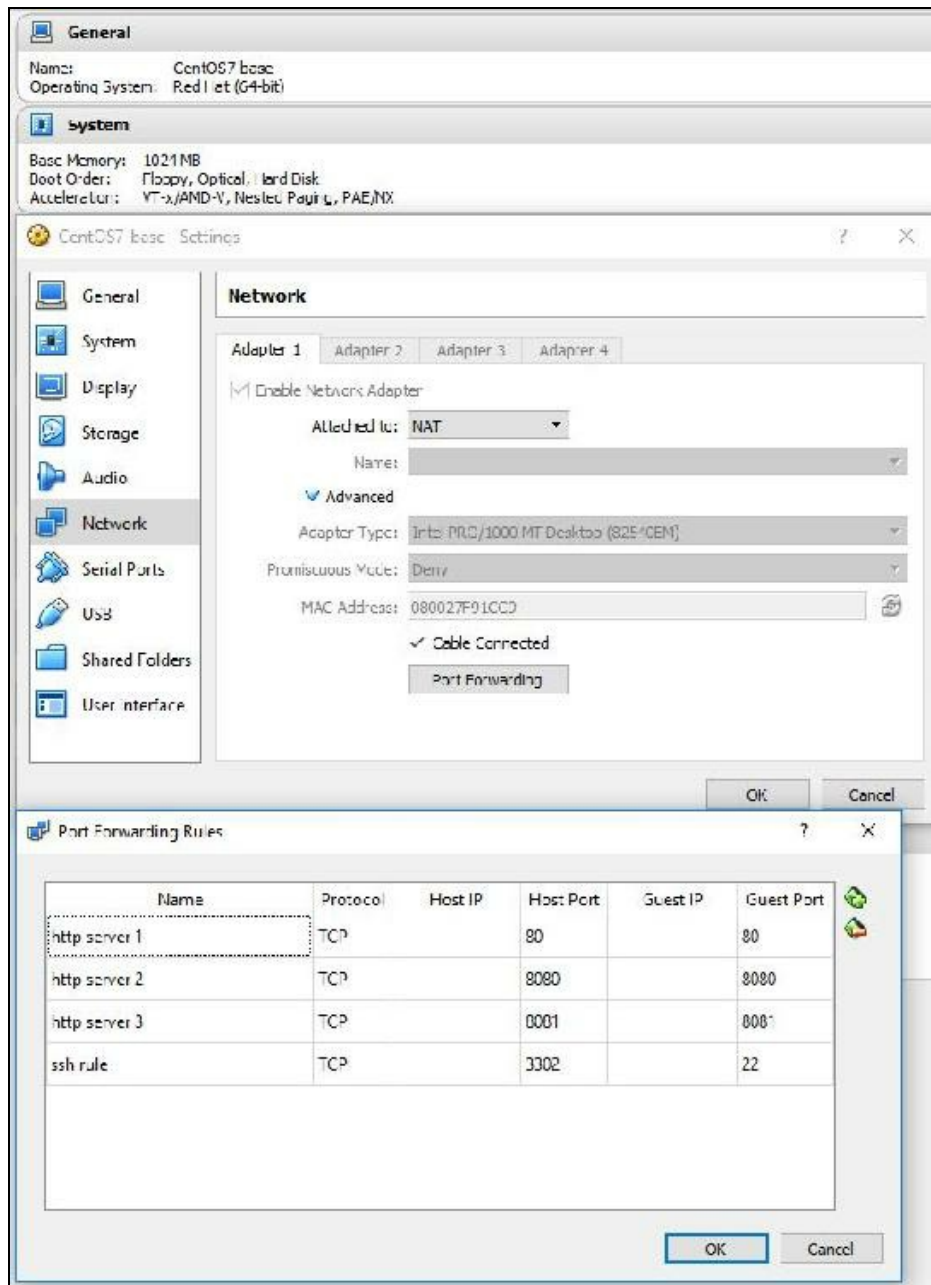 General
Name: CentOS7 base
Operating System: Red Hat (64-bit)
System
Base Memory: 1024 MB
Boot Order: Floppy, Optical, Hard Disk
Acceleration: VT-x/AMD-V, Nested Paging, PAE/NX
CentOS7 base Settings ? ×
General
System
Display
Storage
Audio
Network
Serial Ports
USB
Shared Folders
User Interface
Network
Adapter 1 Adapter 2 Adapter 3 Adapter 4
Enable Network Adapter
Attached to: NAT
Name:
Advanced
Adapter Type: Intel PRO/1000 MT Desktop (82540EM)
Promiscuous Mode: Deny
MAC Address:
Cable Connected
Port Forwarding
OK Cancel
Port Forwarding Rules ? ×
Name Protocol Host IP Host Port Guest IP Guest Port
http server 1 TCP 80 80
http server 2 TCP 8080 8080
http server 3 TCP 8081 8081
ssh rule TCP 3302 22
OK Cancel